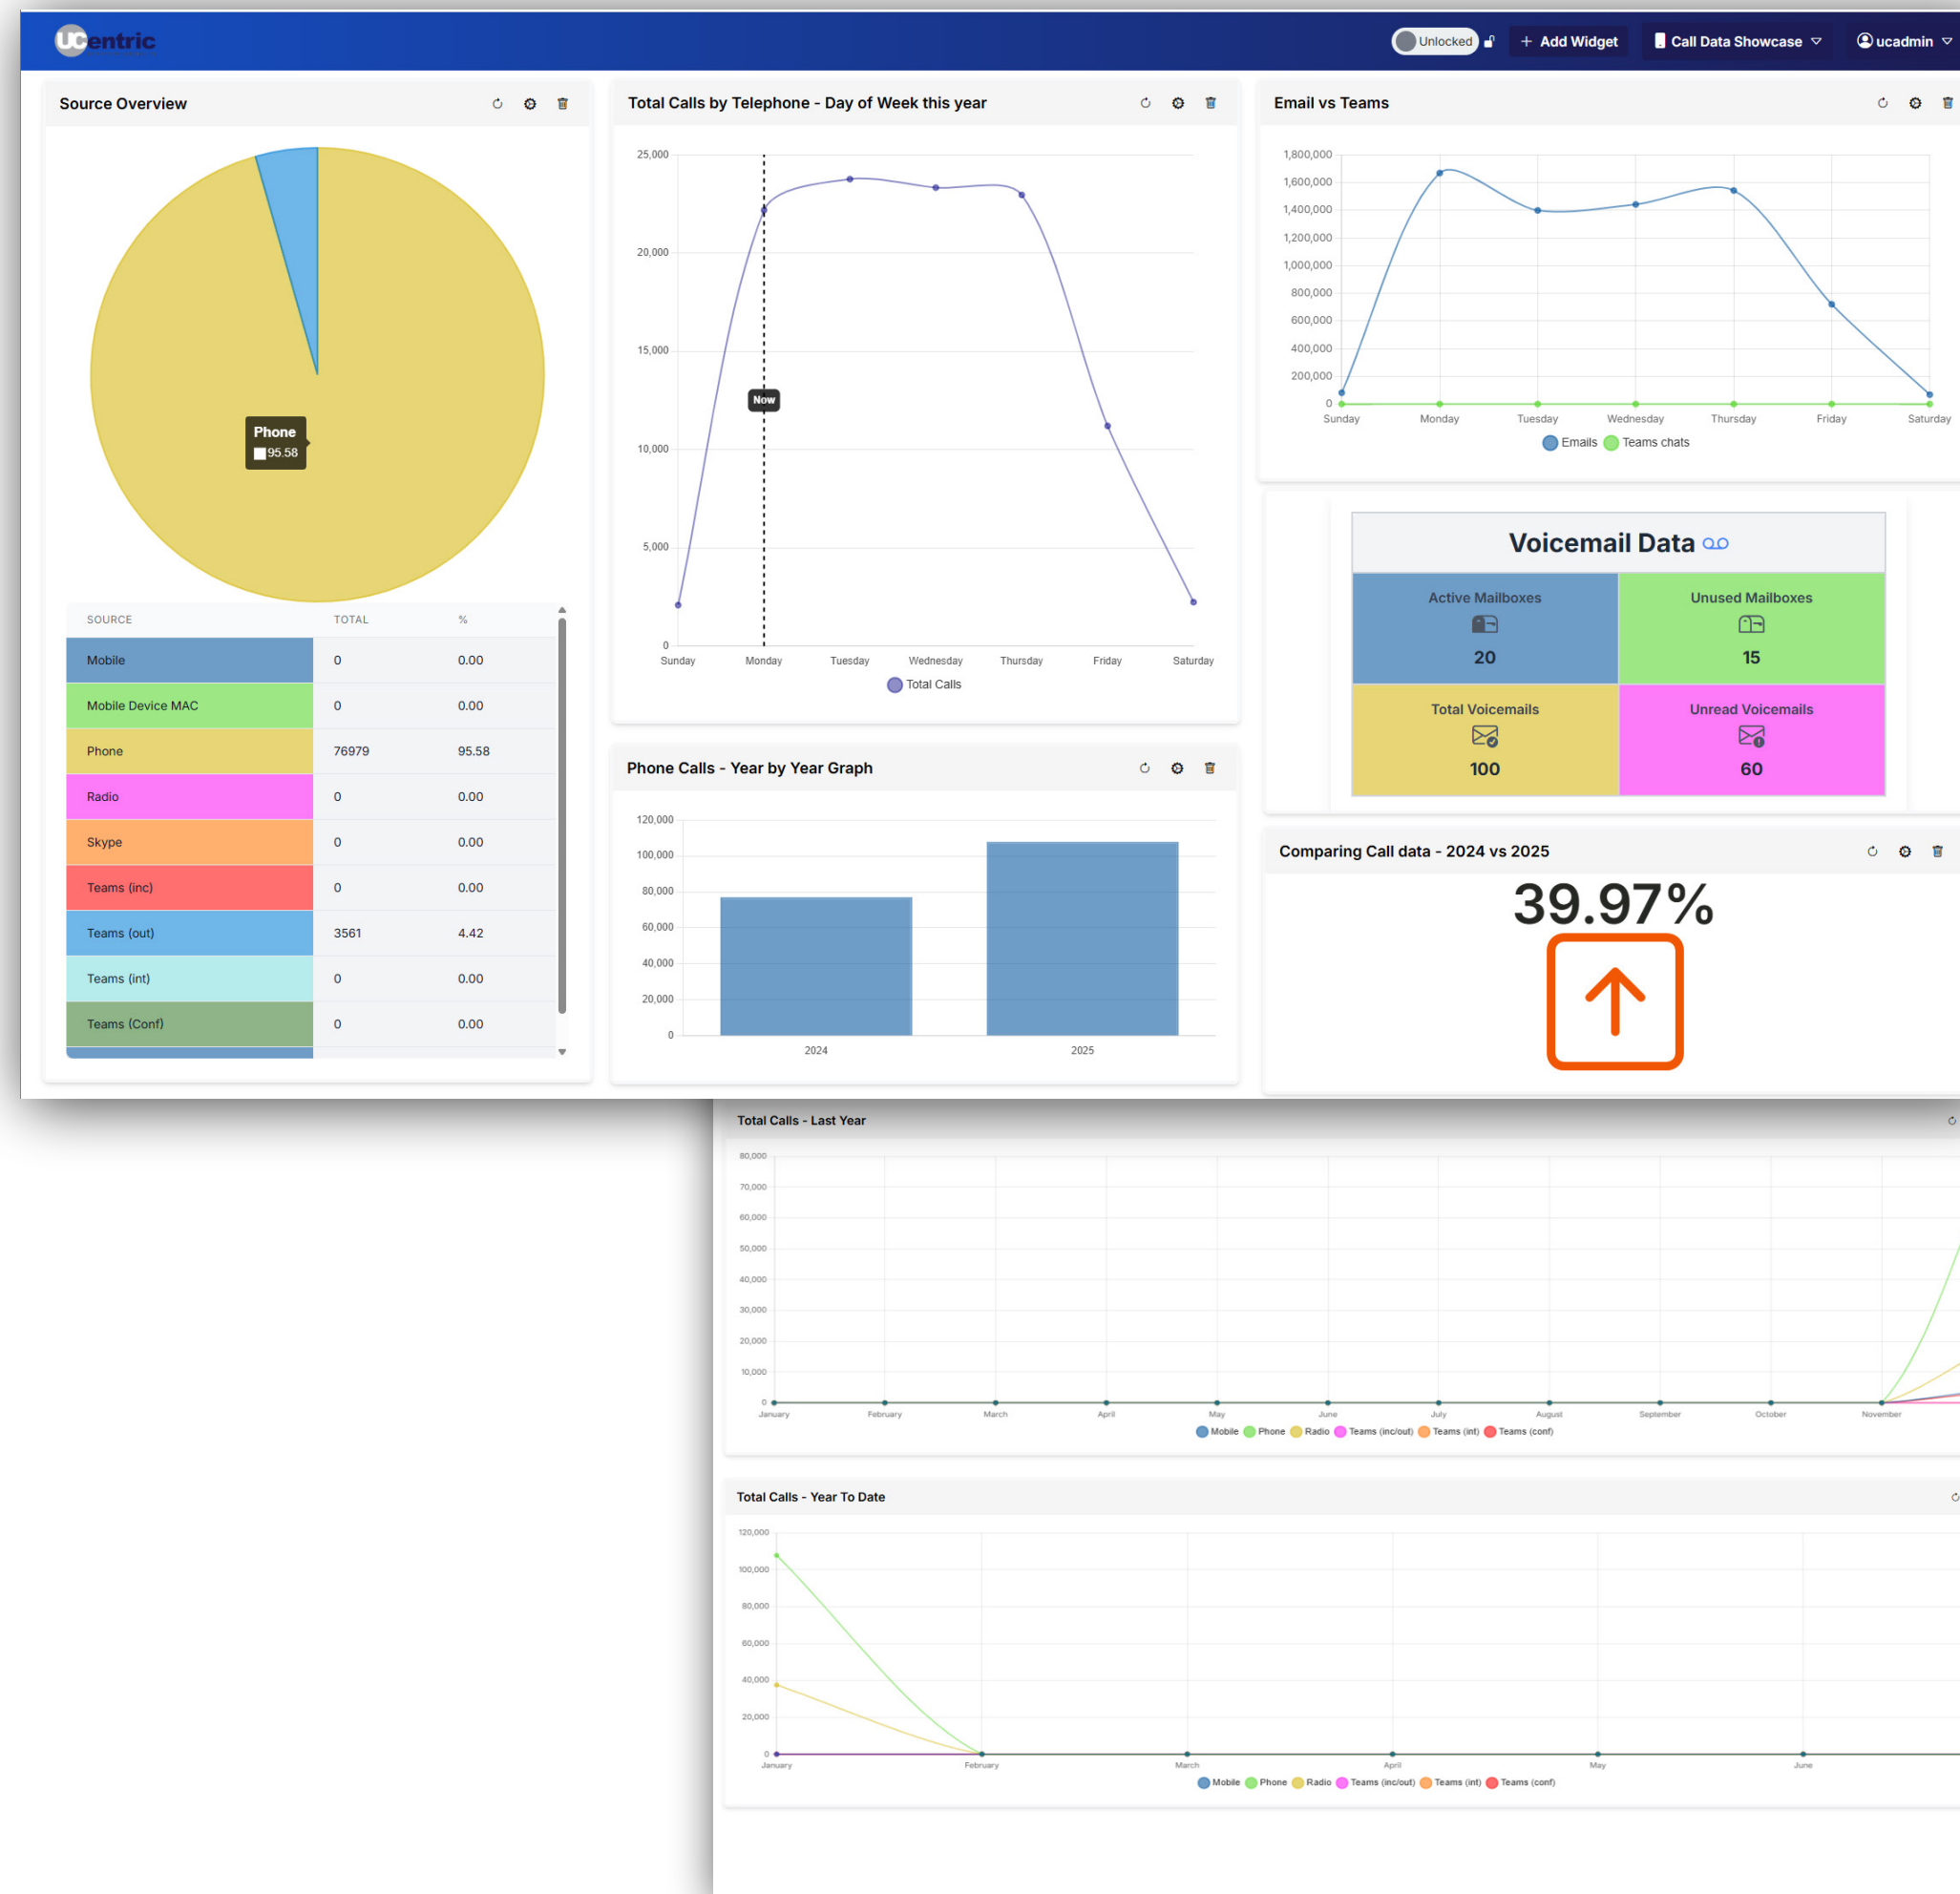 UCentric
Unlocked
+ Add Widget
Call Data Showcase
ucadmin
Source Overview
Phone
95.58
SOURCE TOTAL %
Mobile 0 0.00
Mobile Device MAC 0 0.00
Phone 76979 95.58
Radio 0 0.00
Skype 0 0.00
Teams (inc) 0 0.00
Teams (out) 3561 4.42
Teams (int) 0 0.00
Teams (Conf) 0 0.00
Total Calls by Telephone - Day of Week this year
25,000
20,000
15,000
10,000
5,000
0
Now
Sunday Monday Tuesday Wednesday Thursday Friday Saturday
Total Calls
Phone Calls - Year by Year Graph
120,000
100,000
80,000
60,000
40,000
20,000
0
2024 2025
Email vs Teams
1,800,000
1,600,000
1,400,000
1,200,000
1,000,000
800,000
600,000
400,000
200,000
0
Sunday Monday Tuesday Wednesday Thursday Friday Saturday
Emails Teams chats
Voicemail Data
Active Mailboxes
20
Unused Mailboxes
15
Total Voicemails
100
Unread Voicemails
60
Comparing Call data - 2024 vs 2025
39.97%
Total Calls - Last Year
80,000
70,000
60,000
50,000
40,000
30,000
20,000
10,000
0
January February March April May June July August September October November
Mobile Phone Radio Teams (inc/out) Teams (int) Teams (conf)
Total Calls - Year To Date
120,000
100,000
80,000
60,000
40,000
20,000
0
January February March April May June
Mobile Phone Radio Teams (inc/out) Teams (int) Teams (conf)